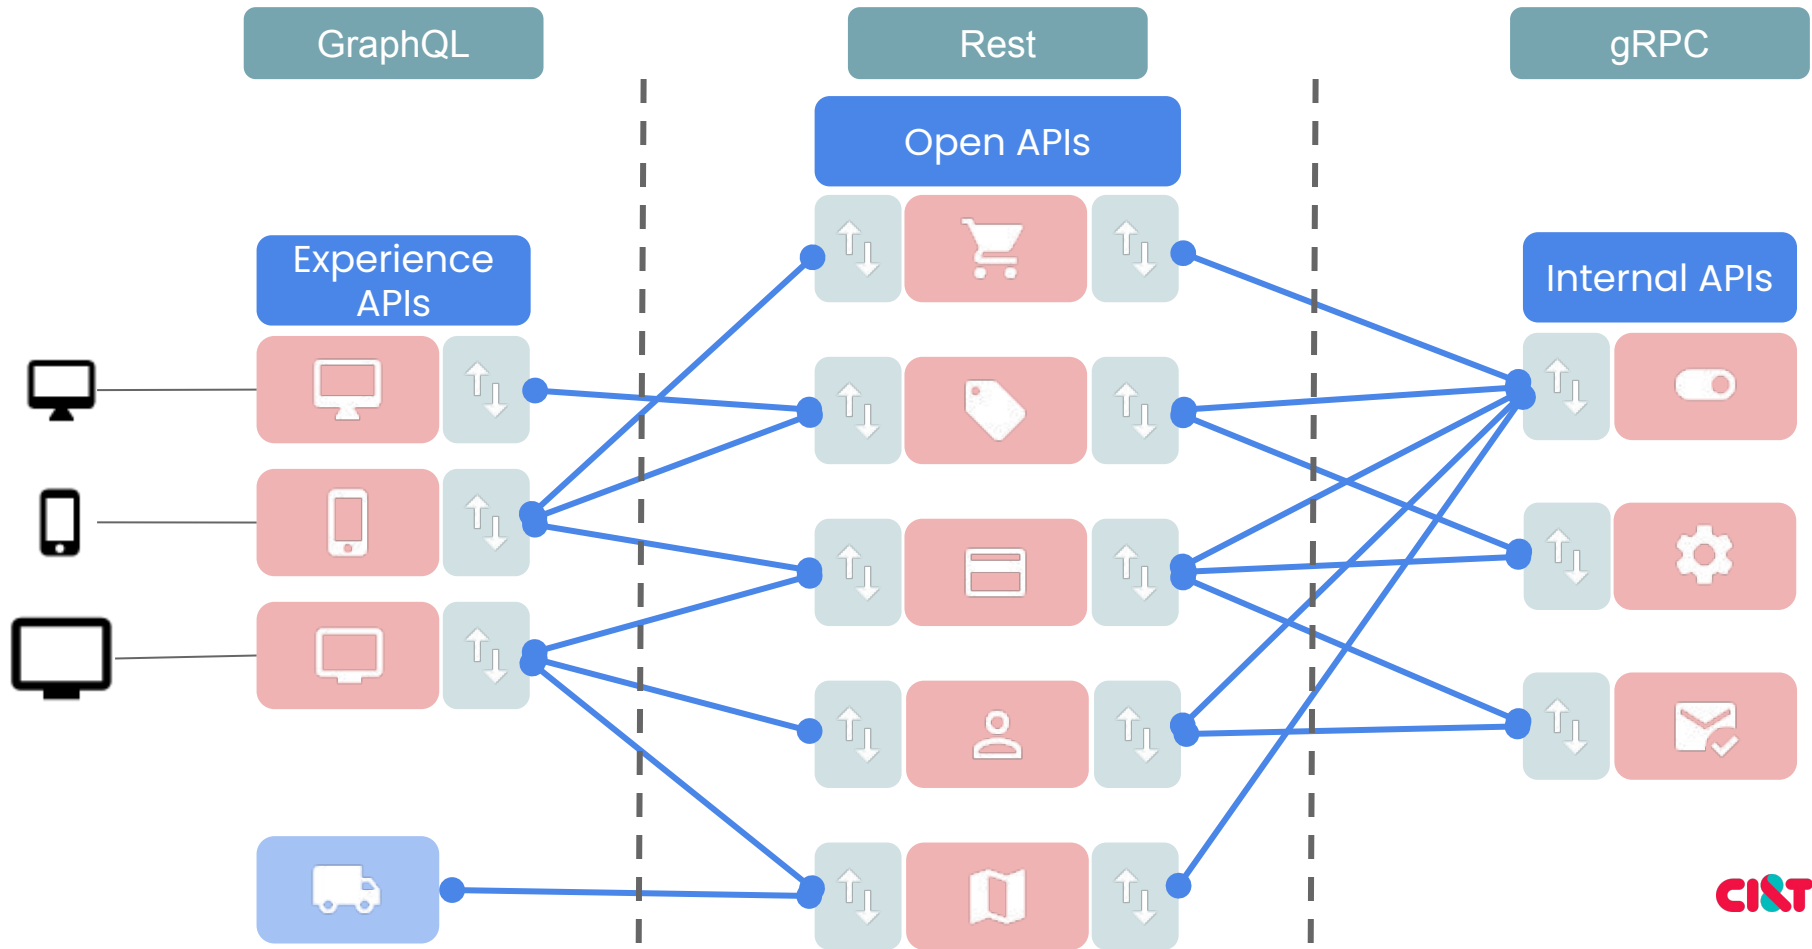 GraphQL
Rest
gRPC
Open APIs
Experience
APIs
Internal APIs
CI&T